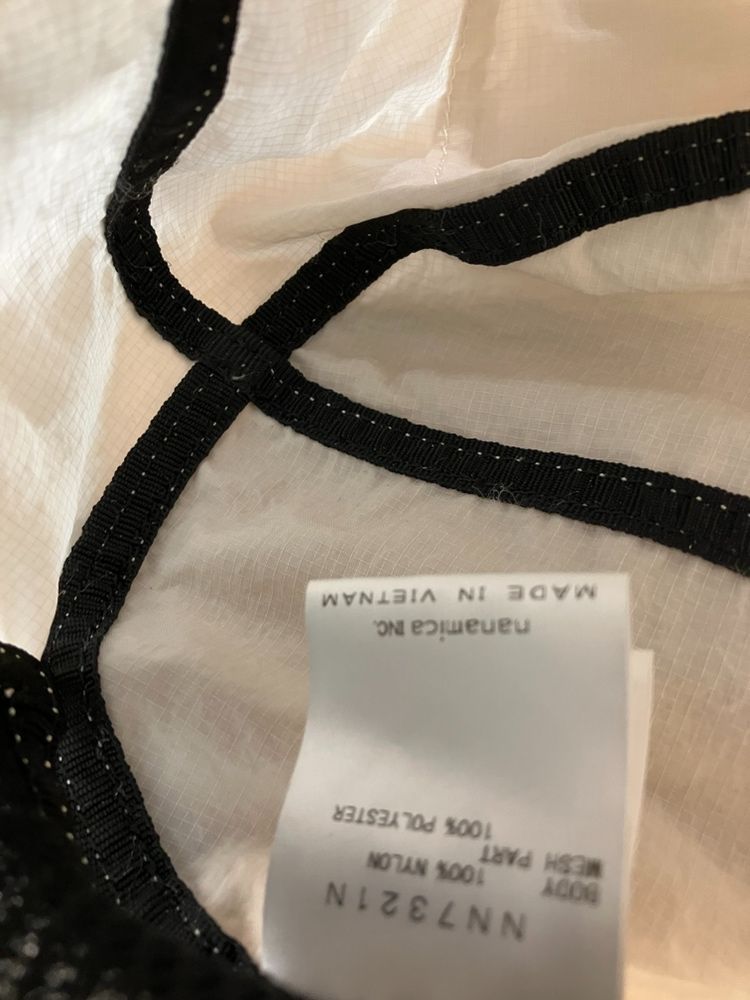 NN7321N
BODY 100% NYLON
MESH PART
100% POLYESTER
nanamica INC.
MADE IN VIETNAM